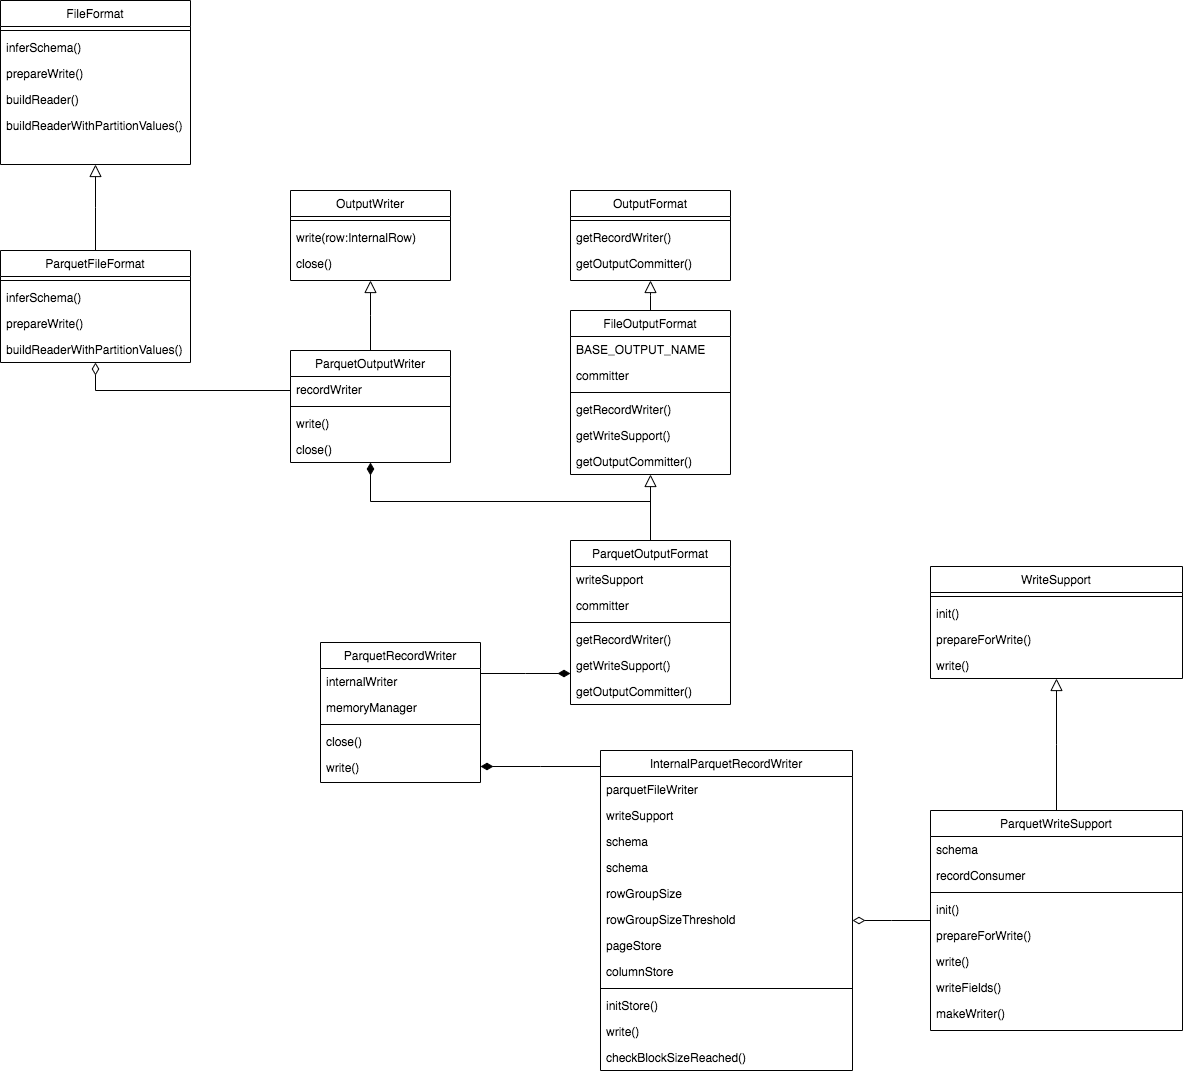 FileFormat
inferSchema()
prepareWrite()
buildReader()
buildReaderWithPartitionValues()
ParquetFileFormat
inferSchema()
prepareWrite()
buildReaderWithPartitionValues()
OutputWriter
write(row:InternalRow)
close()
ParquetOutputWriter
recordWriter
write()
close()
OutputFormat
getRecordWriter()
getOutputCommitter()
FileOutputFormat
BASE_OUTPUT_NAME
committer
getRecordWriter()
getWriteSupport()
getOutputCommitter()
ParquetOutputFormat
writeSupport
committer
getRecordWriter()
getWriteSupport()
getOutputCommitter()
ParquetRecordWriter
internalWriter
memoryManager
close()
write()
InternalParquetRecordWriter
parquetFileWriter
writeSupport
schema
schema
rowGroupSize
rowGroupSizeThreshold
pageStore
columnStore
initStore()
write()
checkBlockSizeReached()
WriteSupport
init()
prepareForWrite()
write()
ParquetWriteSupport
schema
recordConsumer
init()
prepareForWrite()
write()
writeFields()
makeWriter()